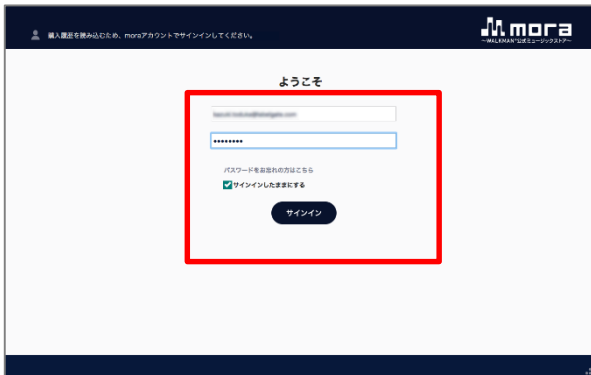 購入履歴を読み込むため、moraアカウントでサインインしてください。
mora
〜WALKMAN®公式ミュージックストア〜
ようこそ
••••••••
パスワードをお忘れの方はこちら
サインインしたままにする
サインイン